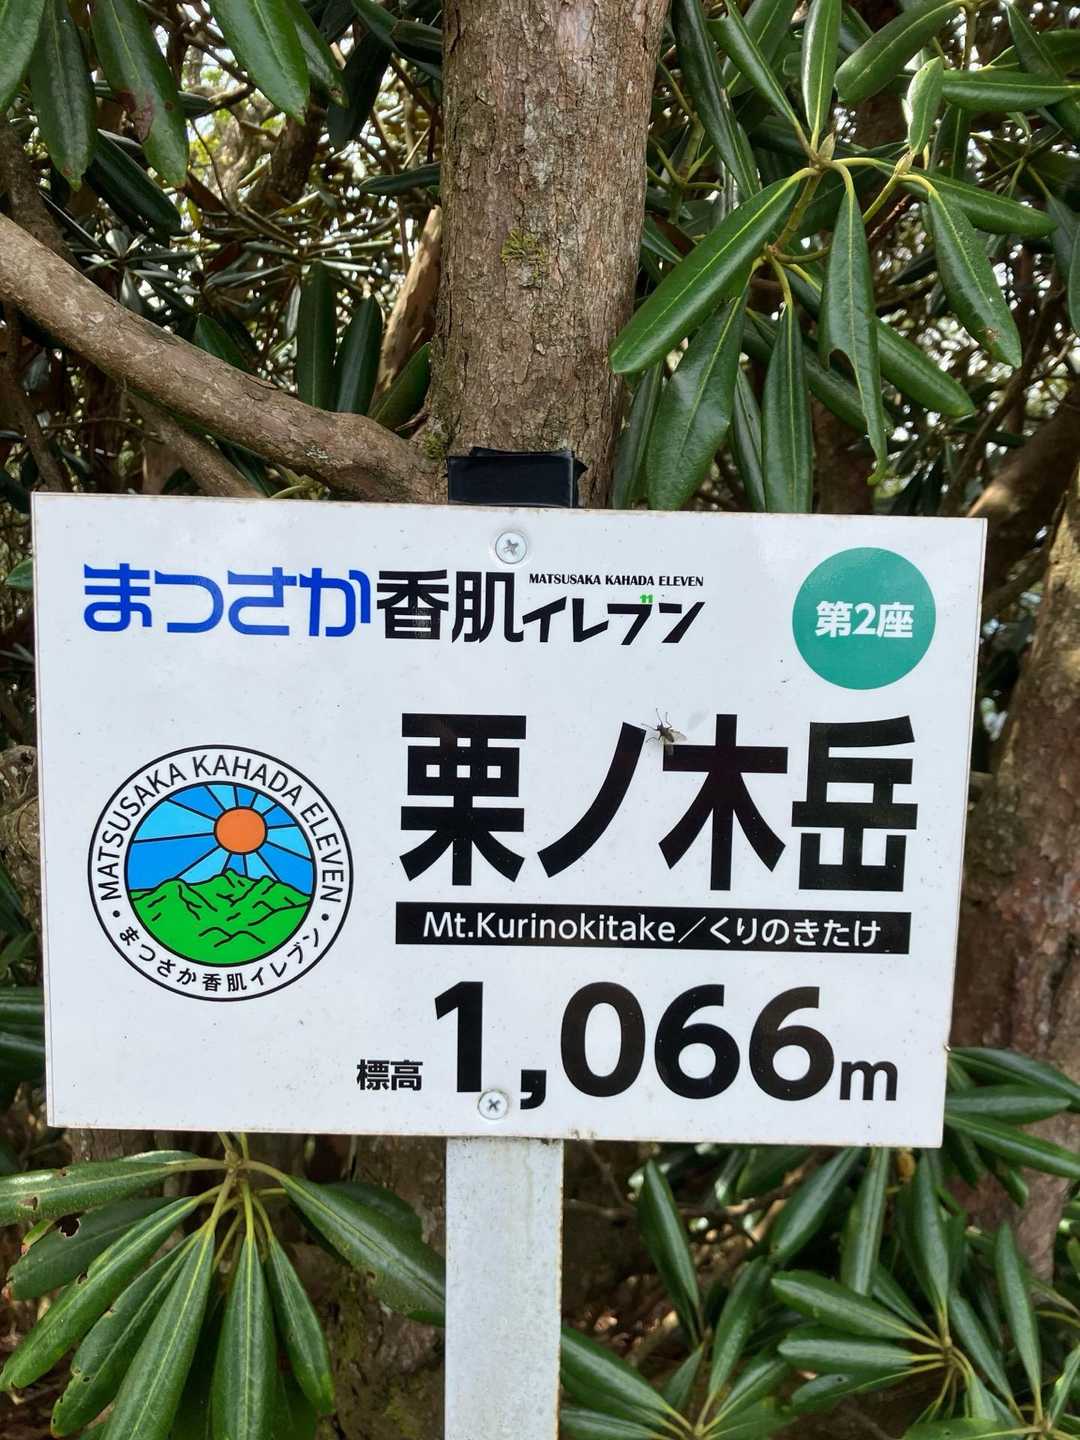 まつさか香肌イレブン
MATSUSAKA KAHADA ELEVEN
11
第2座
栗ノ木岳
MATSUSAKA KAHADA ELEVEN
まつさか香肌イレブン
Mt.Kurinokitake／くりのきたけ
標高 1,066m